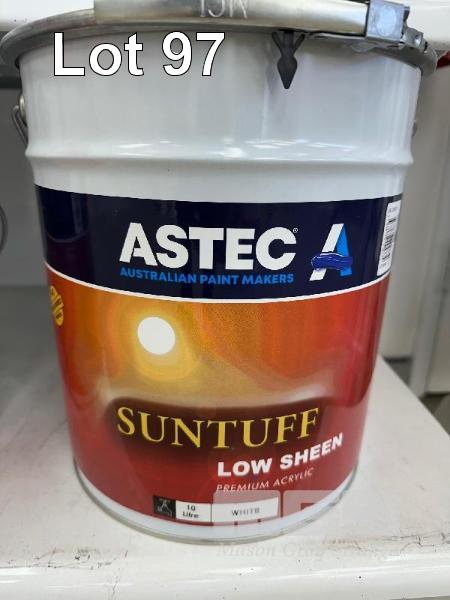 Lot 97
ASTEC®
AUSTRALIAN PAINT MAKERS
SUNTUFF
LOW SHEEN
PREMIUM ACRYLIC
10
Litre
WHITE